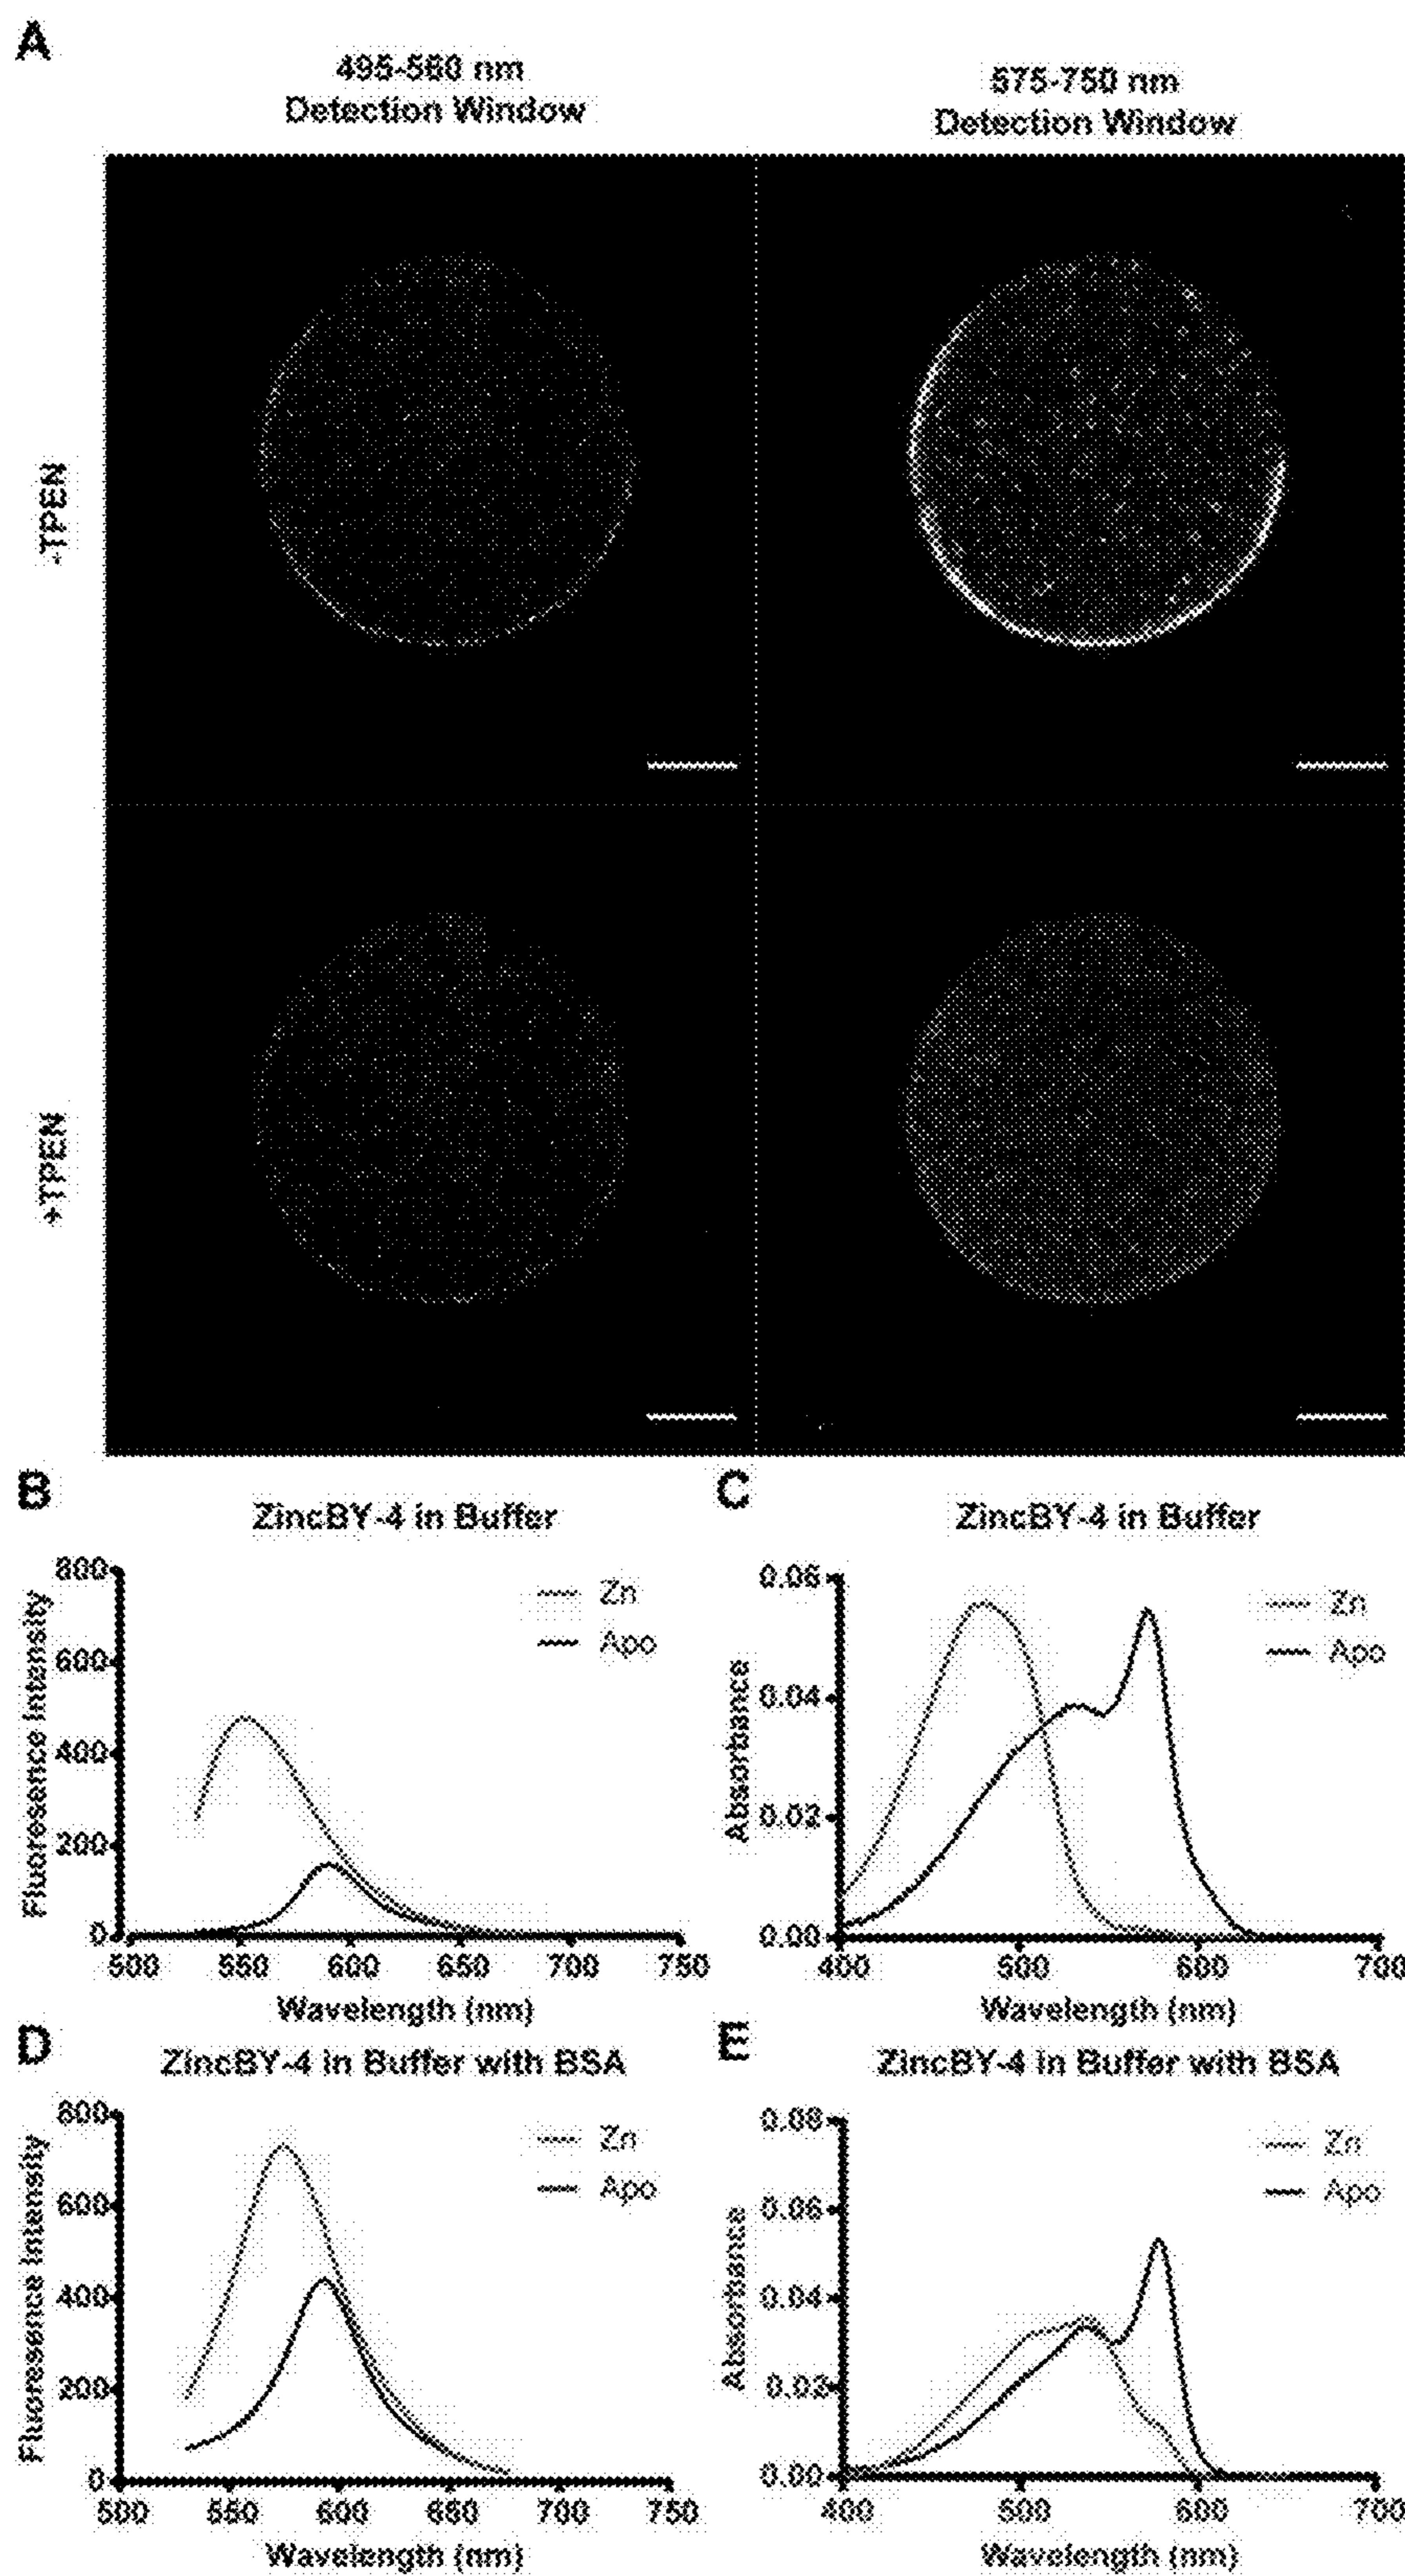 A
495-560 nm
Detection Window
575-750 nm
Detection Window
-TPEN
+TPEN
B
ZincBY-4 in Buffer
Fluoresence Intensity
800
600
400
200
0
Zn
Apo
500 550 600 650 700 750
Wavelength (nm)
C
ZincBY-4 in Buffer
Absorbance
0.06
0.04
0.02
0.00
Zn
Apo
400 500 600 700
Wavelength (nm)
D
ZincBY-4 in Buffer with BSA
Fluoresence Intensity
800
600
400
200
0
Zn
Apo
500 550 600 650 700 750
Wavelength (nm)
E
ZincBY-4 in Buffer with BSA
Absorbance
0.08
0.06
0.04
0.02
0.00
Zn
Apo
400 500 600 700
Wavelength (nm)